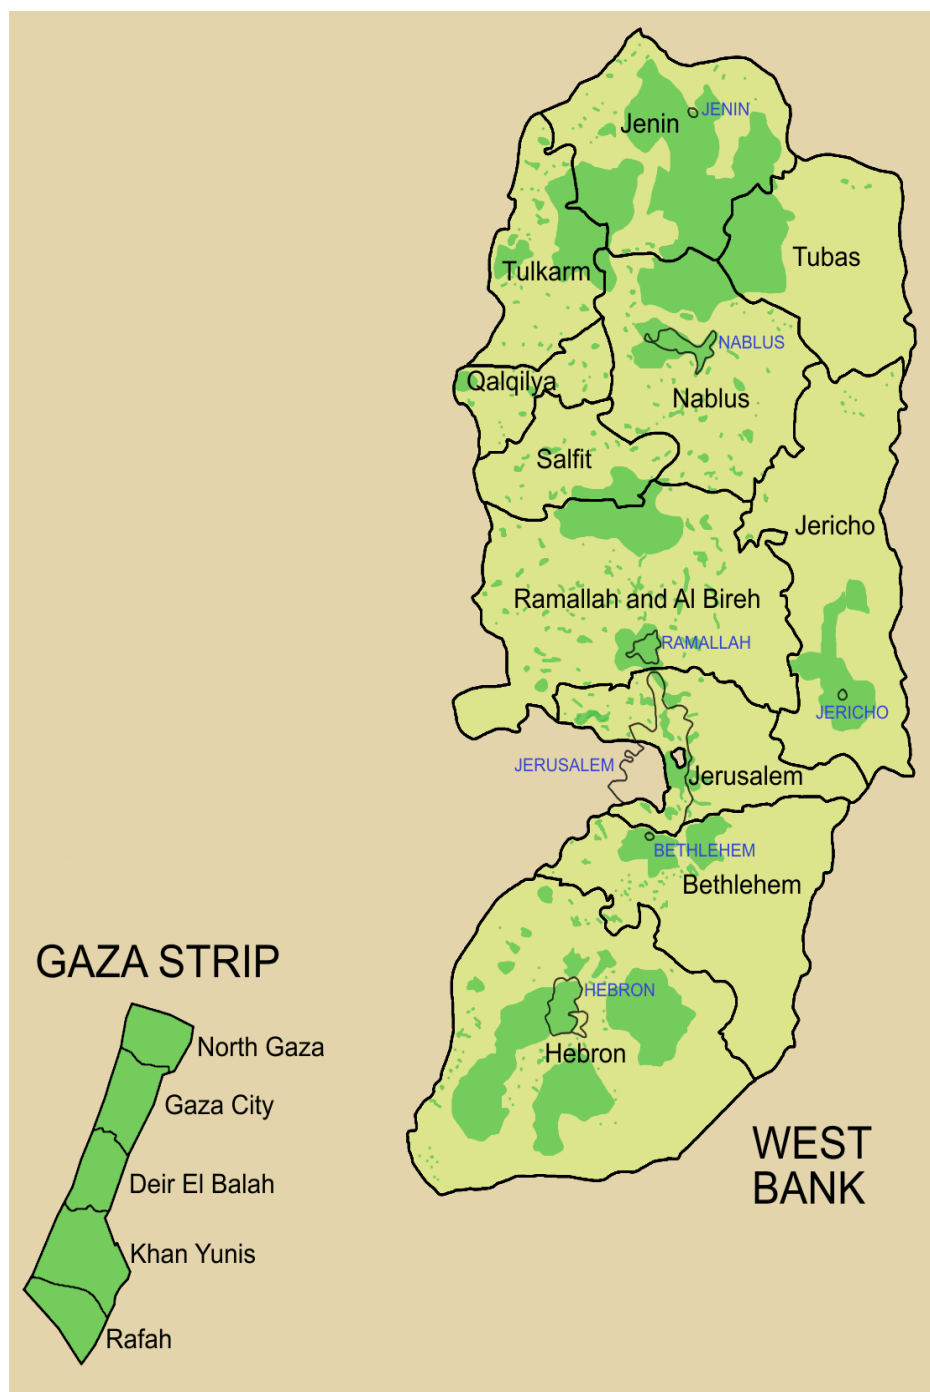 JENIN
Jenin
Tubas
Tulkarm
NABLUS
Qalqilya
Nablus
Salfit
Jericho
Ramallah and Al Bireh
RAMALLAH
JERICHO
JERUSALEM
Jerusalem
BETHLEHEM
Bethlehem
HEBRON
Hebron
GAZA STRIP
North Gaza
Gaza City
Deir El Balah
Khan Yunis
Rafah
WEST
BANK